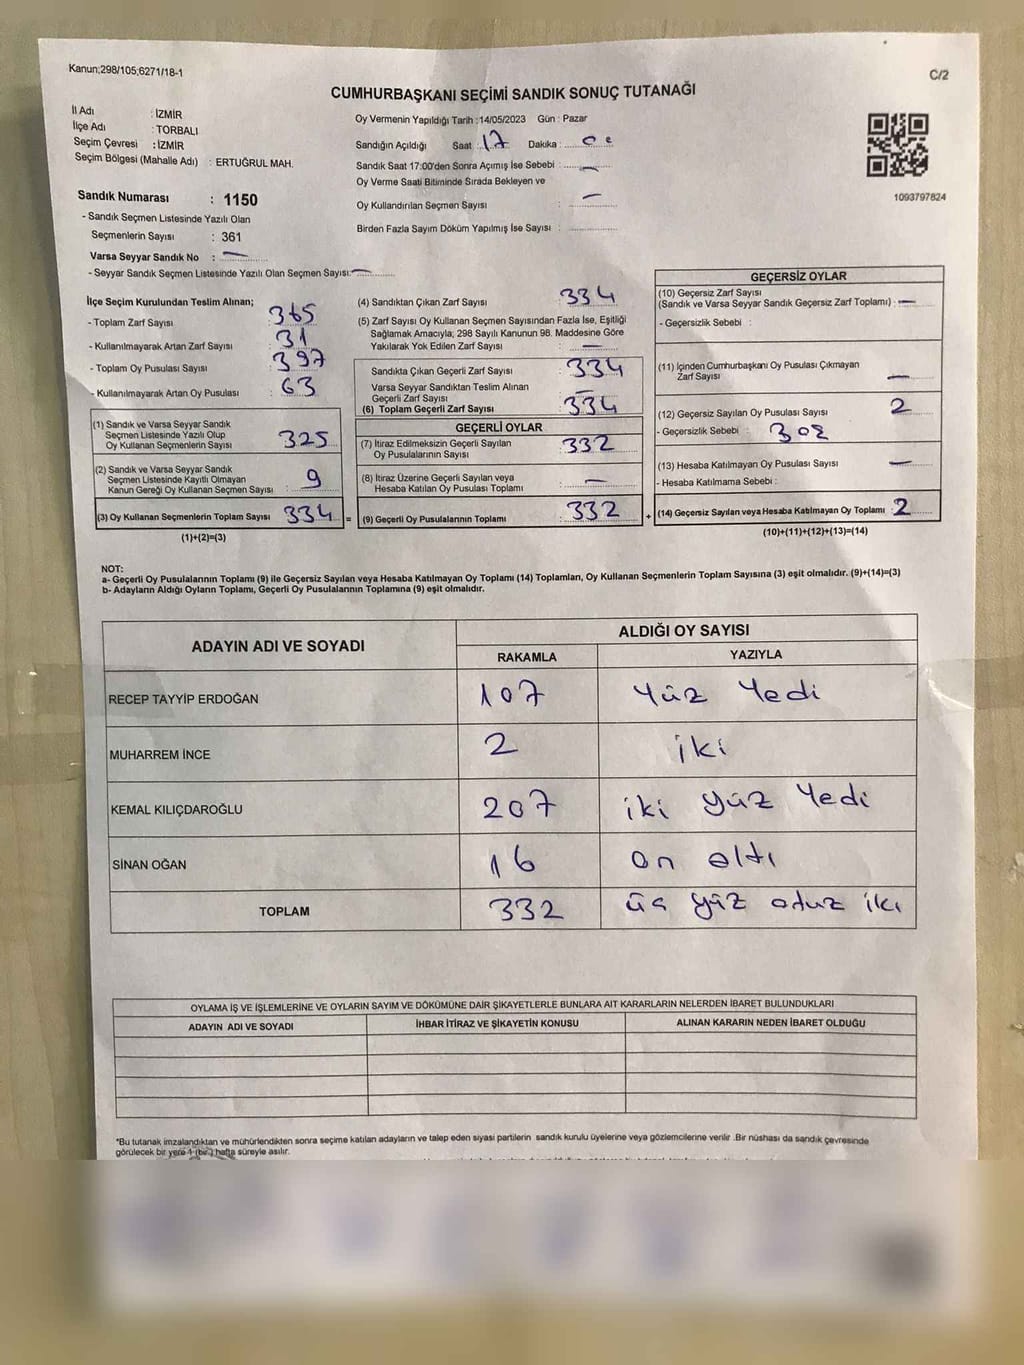 Kanun;298/105;6271/18-1
C/2
CUMHURBAŞKANI SEÇİMİ SANDIK SONUÇ TUTANAĞI
İl Adı : İZMİR
İlçe Adı : TORBALI
Seçim Çevresi : İZMİR
Seçim Bölgesi (Mahalle Adı) : ERTUĞRUL MAH.
Sandık Numarası : 1150
- Sandık Seçmen Listesinde Yazılı Olan
Seçmenlerin Sayısı : 361
Varsa Seyyar Sandık No : —
- Seyyar Sandık Seçmen Listesinde Yazılı Olan Seçmen Sayısı: —
Oy Vermenin Yapıldığı Tarih :14/05/2023 Gün : Pazar
Sandığın Açıldığı Saat : 17 Dakika :
Sandık Saat 17:00'den Sonra Açmış İse Sebebi : —
Oy Verme Saati Bitiminde Sırada Bekleyen ve
Oy Kullandırılan Seçmen Sayısı : —
Birden Fazla Sayım Döküm Yapılmış İse Sayısı :
1093797824
İlçe Seçim Kurulundan Teslim Alınan;
- Toplam Zarf Sayısı : 365
- Kullanılmayarak Artan Zarf Sayısı : 31
- Toplam Oy Pusulası Sayısı : 397
- Kullanılmayarak Artan Oy Pusulası : 63
(1) Sandık ve Varsa Seyyar Sandık
Seçmen Listesinde Yazılı Olup
Oy Kullanan Seçmenlerin Sayısı : 325
(2) Sandık ve Varsa Seyyar Sandık
Seçmen Listesinde Kayıtlı Olmayan
Kanun Gereği Oy Kullanan Seçmen Sayısı : 9
(3) Oy Kullanan Seçmenlerin Toplam Sayısı : 334 =
(1)+(2)=(3)
(4) Sandıktan Çıkan Zarf Sayısı : 334
(5) Zarf Sayısı Oy Kullanan Seçmen Sayısından Fazla İse, Eşitliği
Sağlamak Amacıyla, 298 Sayılı Kanunun 98. Maddesine Göre
Yakılarak Yok Edilen Zarf Sayısı : —
Sandıkta Çıkan Geçerli Zarf Sayısı : 334
Varsa Seyyar Sandıktan Teslim Alınan
Geçerli Zarf Sayısı : —
(6) Toplam Geçerli Zarf Sayısı : 334
GEÇERLİ OYLAR
(7) İtiraz Edilmeksizin Geçerli Sayılan
Oy Pusulalarının Sayısı : 332
(8) İtiraz Üzerine Geçerli Sayılan veya
Hesaba Katılan Oy Pusulası Toplamı : —
(9) Geçerli Oy Pusulalarının Toplamı : 332 +
GEÇERSİZ OYLAR
(10) Geçersiz Zarf Sayısı
(Sandık ve Varsa Seyyar Sandık Geçersiz Zarf Toplamı) : —
- Geçersizlik Sebebi :
(11) İçinden Cumhurbaşkanı Oy Pusulası Çıkmayan
Zarf Sayısı : —
(12) Geçersiz Sayılan Oy Pusulası Sayısı : 2
- Geçersizlik Sebebi :
(13) Hesaba Katılmayan Oy Pusulası Sayısı : —
- Hesaba Katılmama Sebebi :
(14) Geçersiz Sayılan veya Hesaba Katılmayan Oy Toplamı : 2
(10)+(11)+(12)+(13)=(14)
NOT:
a- Geçerli Oy Pusulalarının Toplamı (9) ile Geçersiz Sayılan veya Hesaba Katılmayan Oy Toplamı (14) Toplamları, Oy Kullanan Seçmenlerin Toplam Sayısına (3) eşit olmalıdır. (9)+(14)=(3)
b- Adayların Aldığı Oyların Toplamı, Geçerli Oy Pusulalarının Toplamına (9) eşit olmalıdır.
ADAYIN ADI VE SOYADI
ALDIĞI OY SAYISI
RAKAMLA YAZIYLA
RECEP TAYYİP ERDOĞAN 107 Yüz Yedi
MUHARREM İNCE 2 iki
KEMAL KILIÇDAROĞLU 207 iki yüz Yedi
SİNAN OĞAN 16 on altı
TOPLAM 332 üç yüz otuz iki
OYLAMA İŞ VE İŞLEMLERİNE VE OYLARIN SAYIM VE DÖKÜMÜNE DAİR ŞİKAYETLERLE BUNLARA AİT KARARLARIN NELERDEN İBARET BULUNDUKLARI
ADAYIN ADI VE SOYADI İHBAR İTİRAZ VE ŞİKAYETİN KONUSU ALINAN KARARIN NEDEN İBARET OLDUĞU
*Bu tutanak imzalandıktan ve mühürlendikten sonra seçime katılan adayların ve talep eden siyasi partilerin sandık kurulu üyelerine veya gözlemcilerine verilir .Bir nüshası da sandık çevresinde
görülecek bir yere 1 (bir ) hafta süreyle asılır.